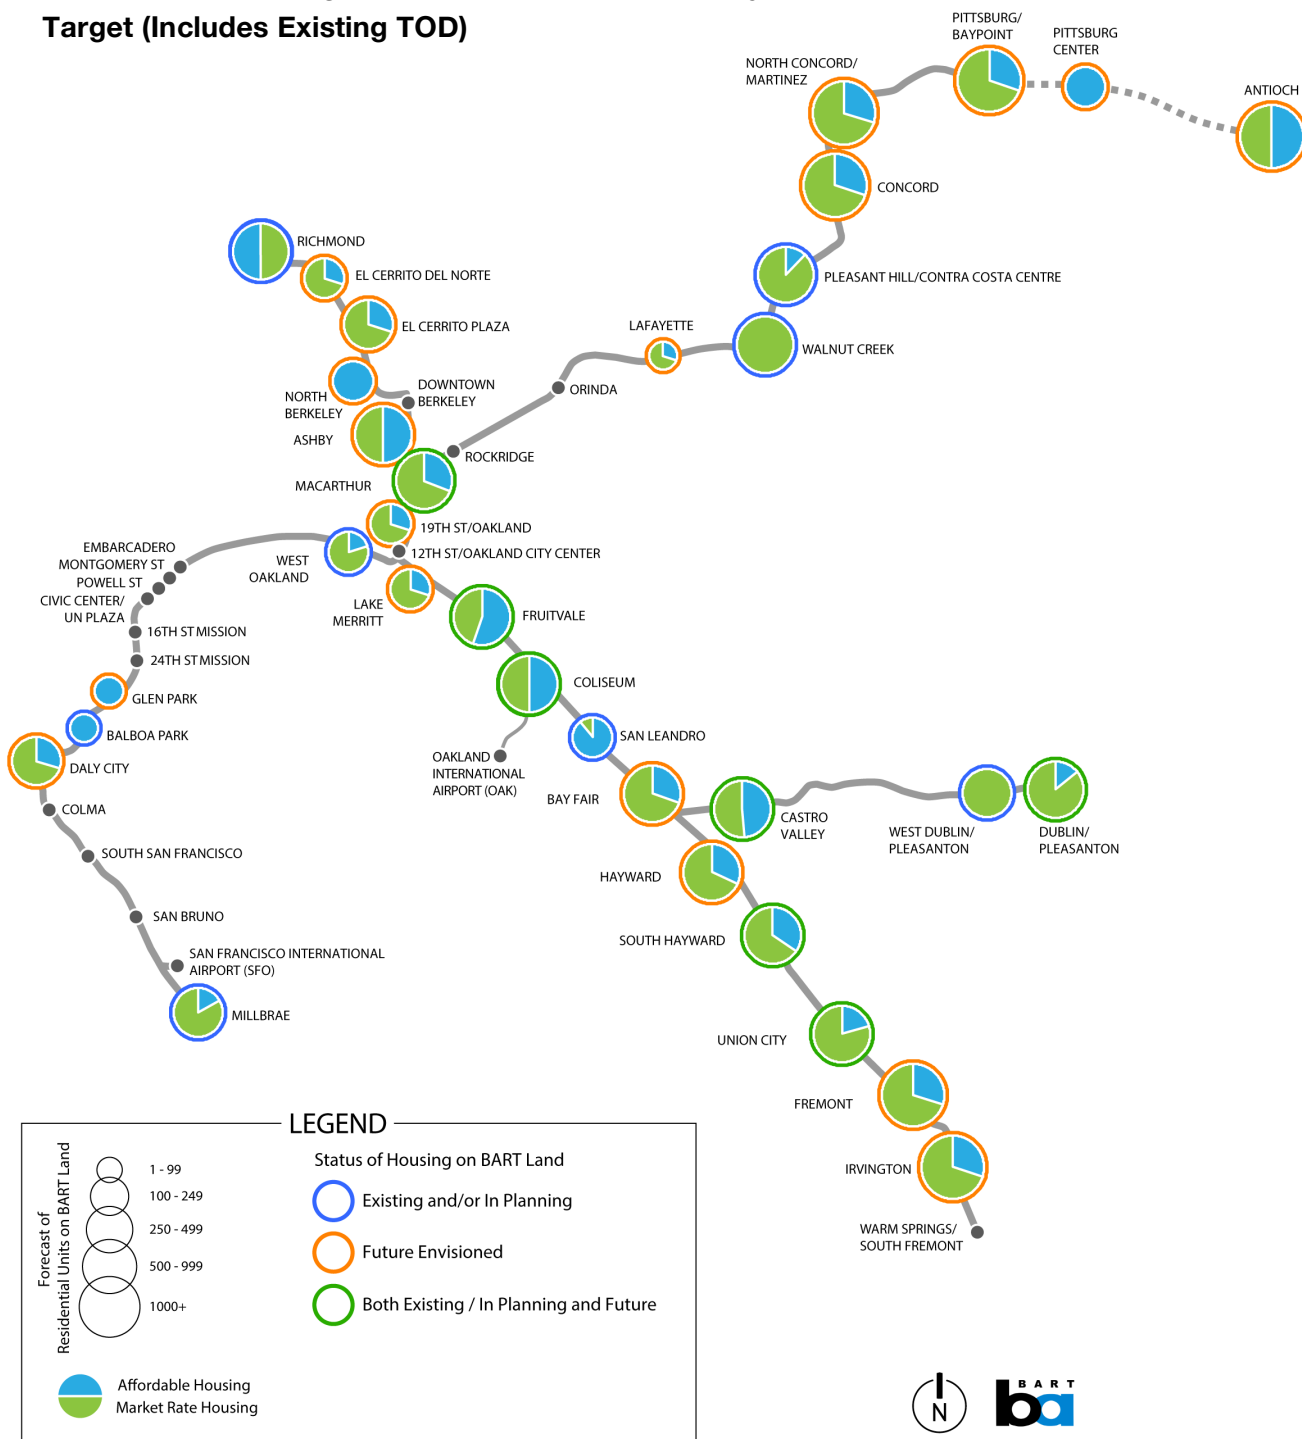 Target (Includes Existing TOD)
PITTSBURG/
BAYPOINT
PITTSBURG
CENTER
NORTH CONCORD/
MARTINEZ
ANTIOCH
CONCORD
RICHMOND
EL CERRITO DEL NORTE
PLEASANT HILL/CONTRA COSTA CENTRE
EL CERRITO PLAZA
LAFAYETTE
WALNUT CREEK
NORTH
BERKELEY
DOWNTOWN
BERKELEY
ORINDA
ASHBY
ROCKRIDGE
MACARTHUR
19TH ST/OAKLAND
12TH ST/OAKLAND CITY CENTER
EMBARCADERO
MONTGOMERY ST
POWELL ST
CIVIC CENTER/
UN PLAZA
WEST
OAKLAND
LAKE
MERRITT
FRUITVALE
16TH ST MISSION
24TH ST MISSION
GLEN PARK
COLISEUM
BALBOA PARK
SAN LEANDRO
DALY CITY
OAKLAND
INTERNATIONAL
AIRPORT (OAK)
BAY FAIR
COLMA
CASTRO
VALLEY
WEST DUBLIN/
PLEASANTON
DUBLIN/
PLEASANTON
SOUTH SAN FRANCISCO
HAYWARD
SAN BRUNO
SOUTH HAYWARD
SAN FRANCISCO INTERNATIONAL
AIRPORT (SFO)
MILLBRAE
UNION CITY
FREMONT
IRVINGTON
WARM SPRINGS/
SOUTH FREMONT
LEGEND
Forecast of
Residential Units on BART Land
1 - 99
100 - 249
250 - 499
500 - 999
1000+
Affordable Housing
Market Rate Housing
Status of Housing on BART Land
Existing and/or In Planning
Future Envisioned
Both Existing / In Planning and Future
N
BART
ba